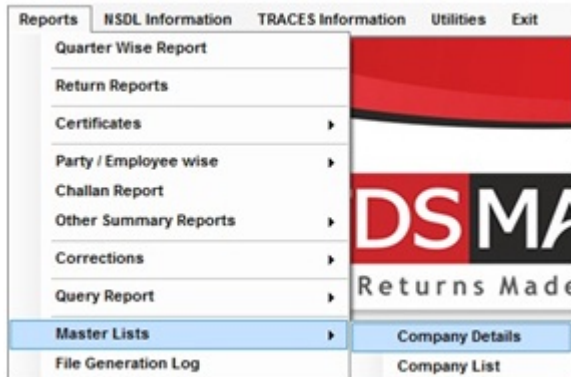 Reports NSDL Information TRACES Information Utilities Exit
Quarter Wise Report
Return Reports
Certificates
Party / Employee wise
Challan Report
Other Summary Reports
Corrections
Query Report
Master Lists
File Generation Log
Company Details
Company List
DSMA
Returns Made